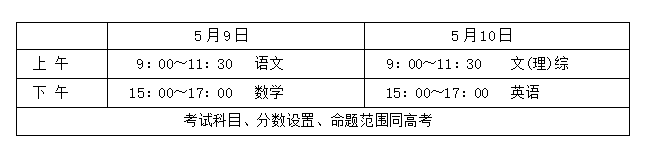 5月9日 5月10日
上 午 9：00～11：30 语文 9：00～11：30 文(理)综
下 午 15：00～17：00 数学 15：00～17：00 英语
考试科目、分数设置、命题范围同高考